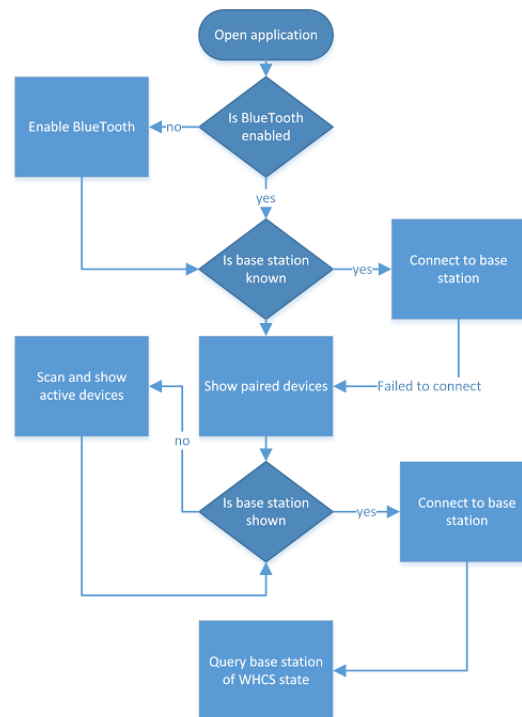 Open application
Is BlueTooth
enabled
no
Enable BlueTooth
yes
Is base station
known
yes
Connect to base
station
Scan and show
active devices
Show paired devices
Failed to connect
no
Is base station
shown
yes
Connect to base
station
Query base station
of WHCS state